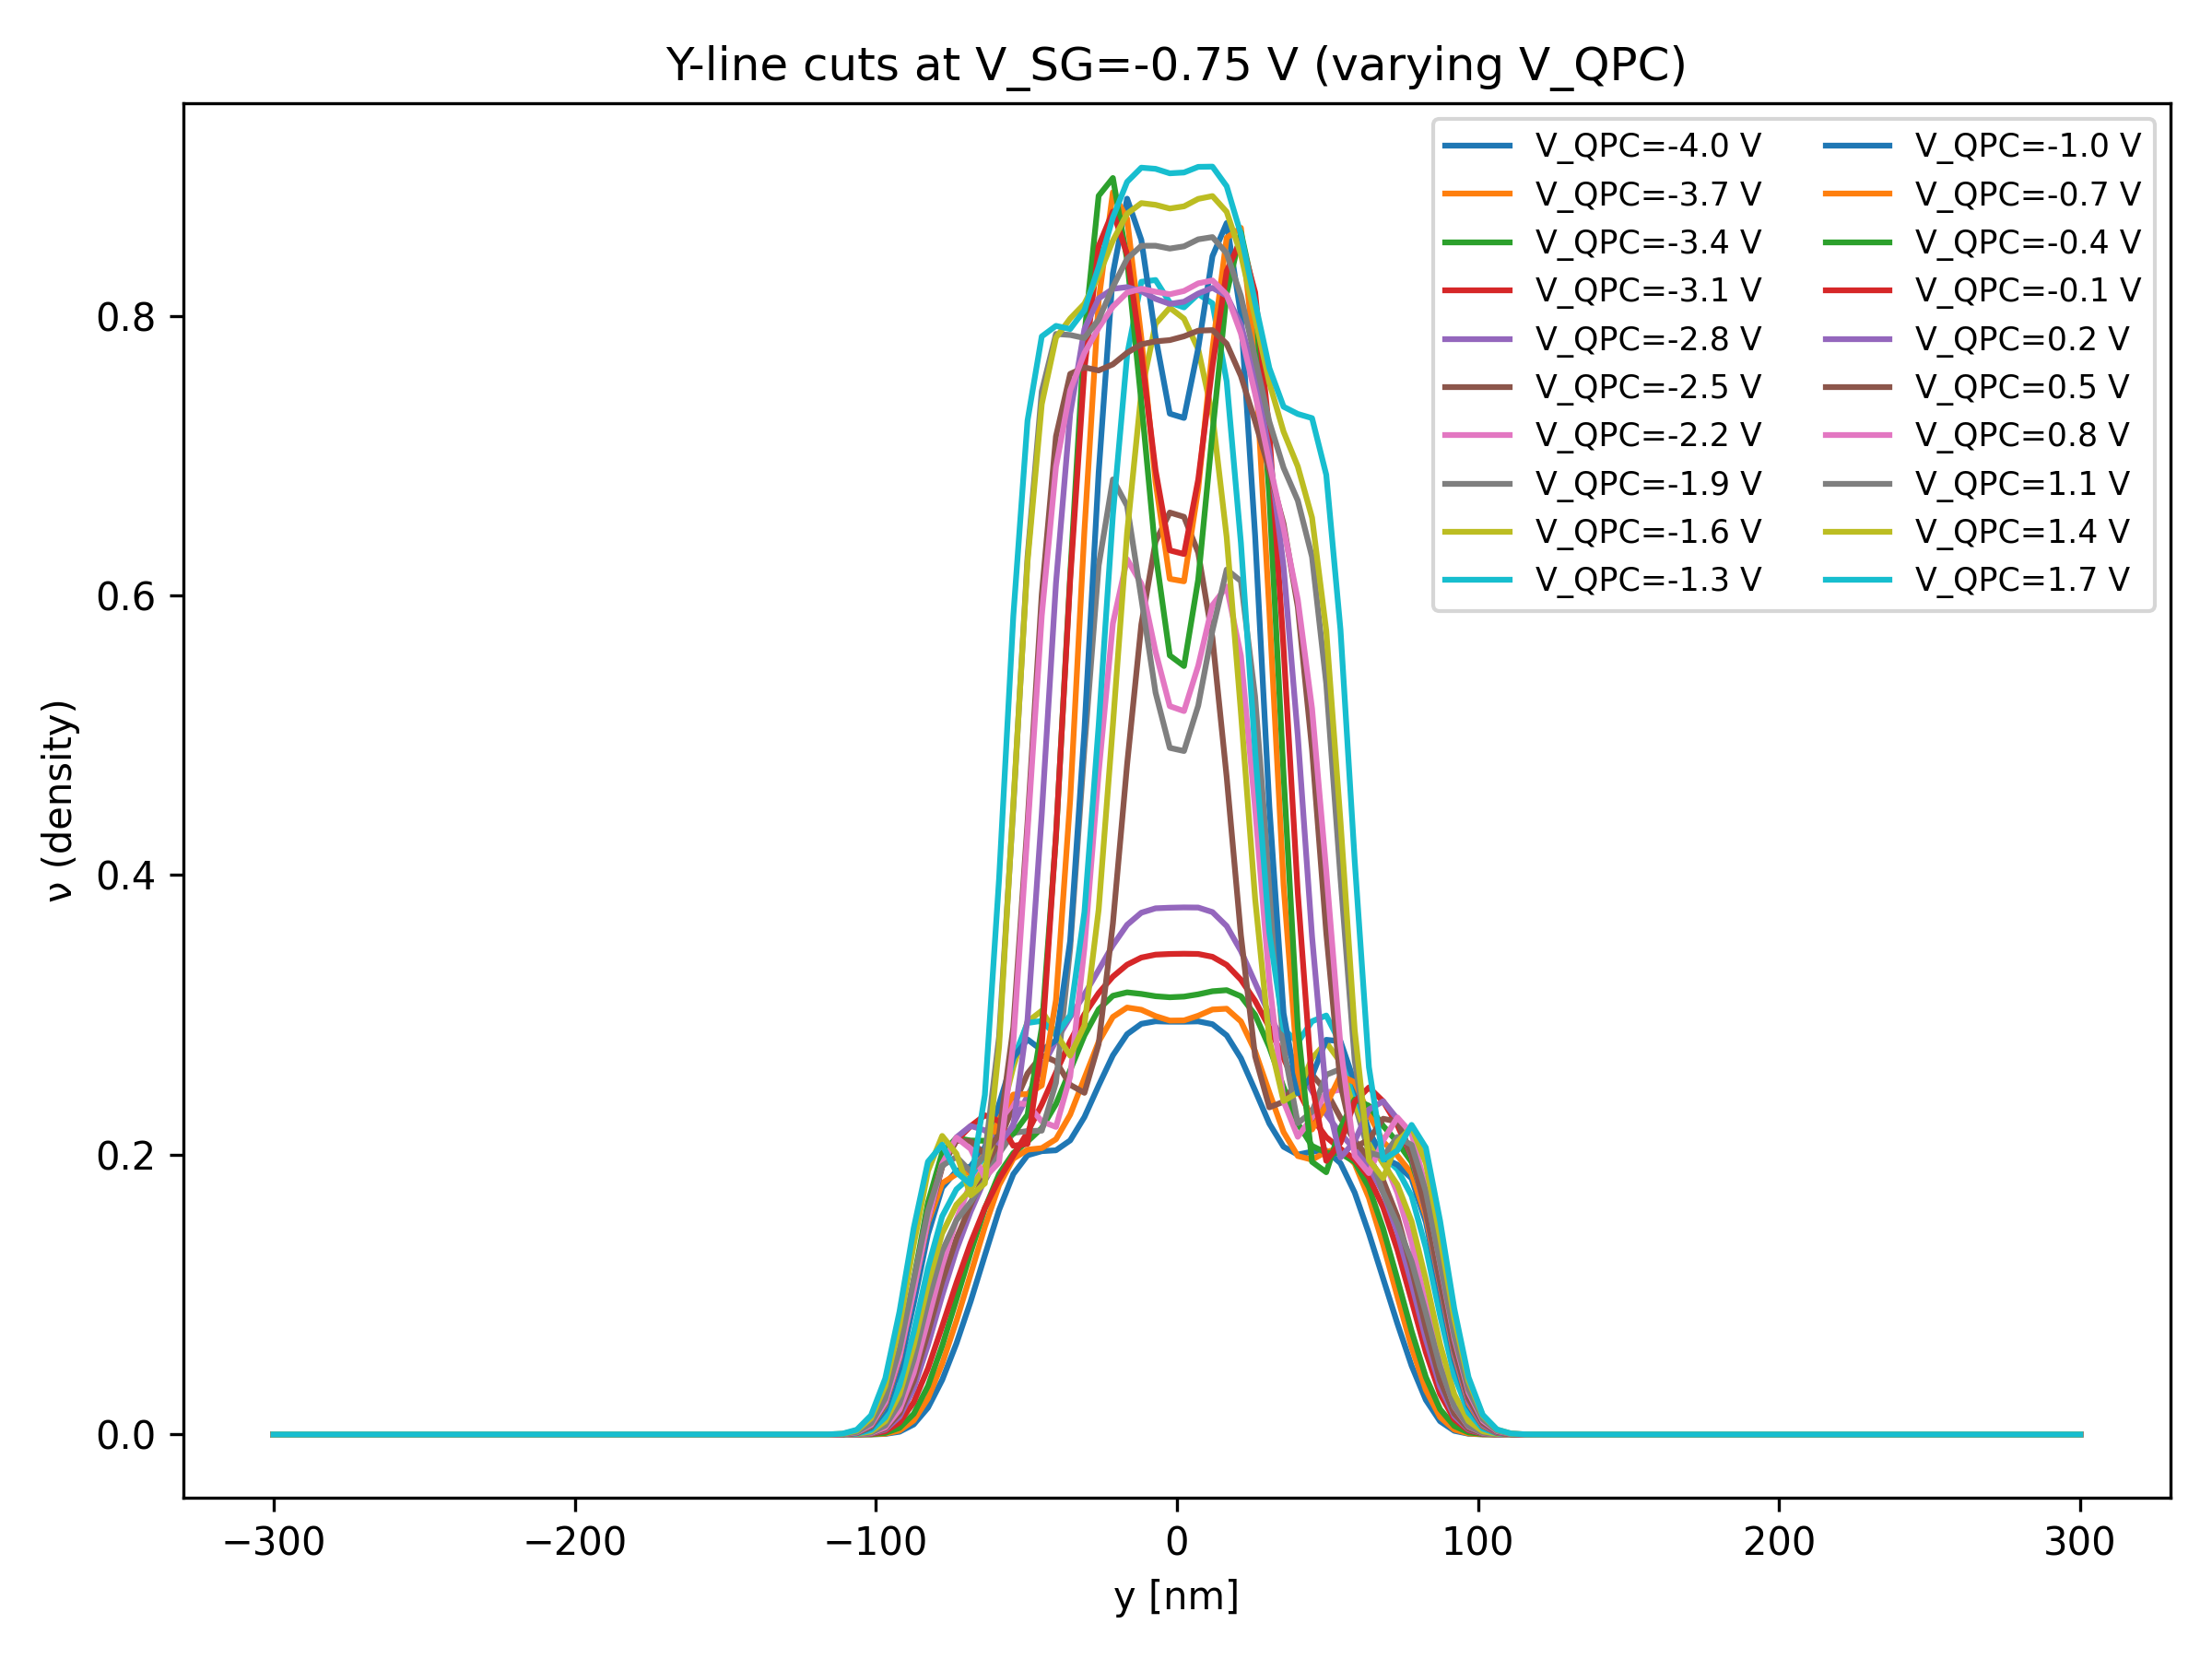 Y-line cuts at V_SG=-0.75 V (varying V_QPC)
V_QPC=-4.0 V
V_QPC=-3.7 V
V_QPC=-3.4 V
V_QPC=-3.1 V
V_QPC=-2.8 V
V_QPC=-2.5 V
V_QPC=-2.2 V
V_QPC=-1.9 V
V_QPC=-1.6 V
V_QPC=-1.3 V
V_QPC=-1.0 V
V_QPC=-0.7 V
V_QPC=-0.4 V
V_QPC=-0.1 V
V_QPC=0.2 V
V_QPC=0.5 V
V_QPC=0.8 V
V_QPC=1.1 V
V_QPC=1.4 V
V_QPC=1.7 V
ν (density)
0.8
0.6
0.4
0.2
0.0
−300
−200
−100
0
100
200
300
y [nm]